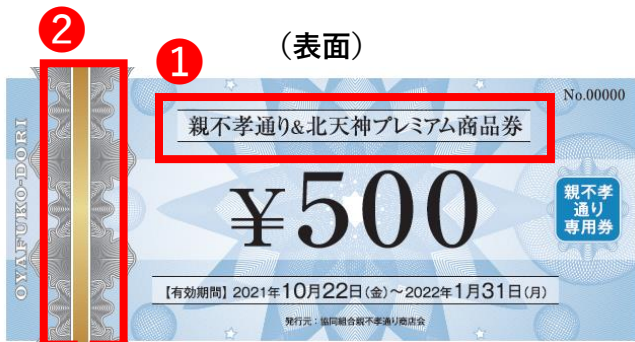 （表面）
❷
❶
No.00000
親不孝通り&北天神プレミアム商品券
¥500
親不孝
通り
専用券
OYAFUKO-DORI
【有効期間】2021年10月22日(金)～2022年1月31日(月)
発行元：協同組合親不孝通り商店会